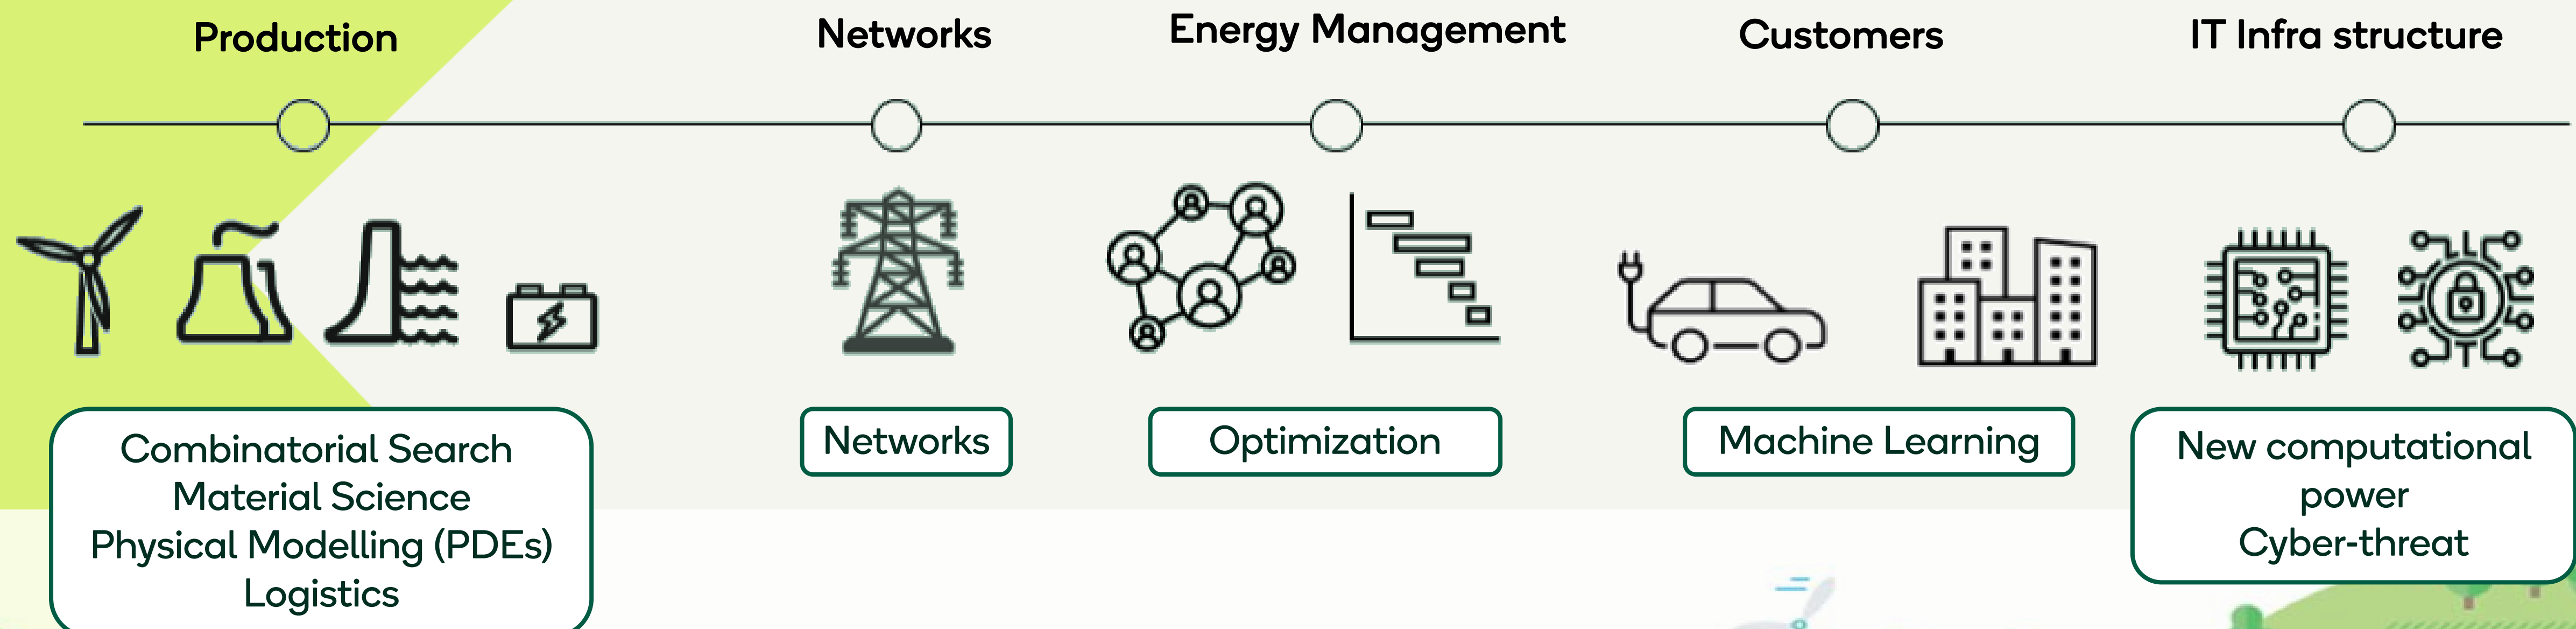 Production
Networks
Energy Management
Customers
IT Infra structure
Combinatorial Search
Material Science
Physical Modelling (PDEs)
Logistics
Networks
Optimization
Machine Learning
New computational
power
Cyber-threat